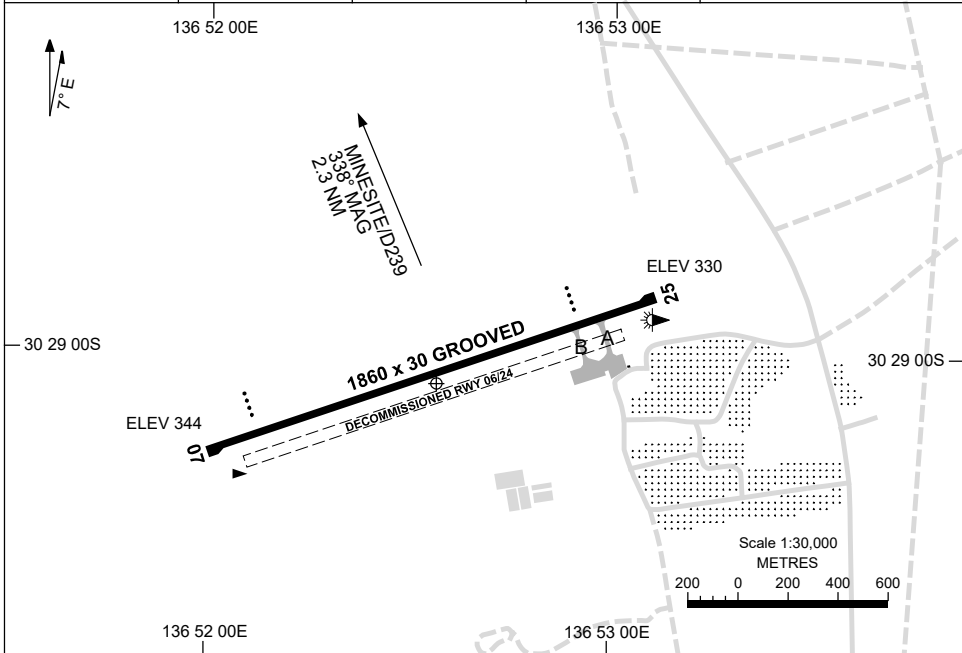 136 52 00E
136 53 00E
7° E
MINESITE/D239
338° MAG
2.3 NM
ELEV 330
25
1860 x 30 GROOVED
B
A
30 29 00S
30 29 00S
DECOMMISSIONED RWY 06/24
ELEV 344
07
Scale 1:30,000
METRES
200 0 200 400 600
136 52 00E
136 53 00E